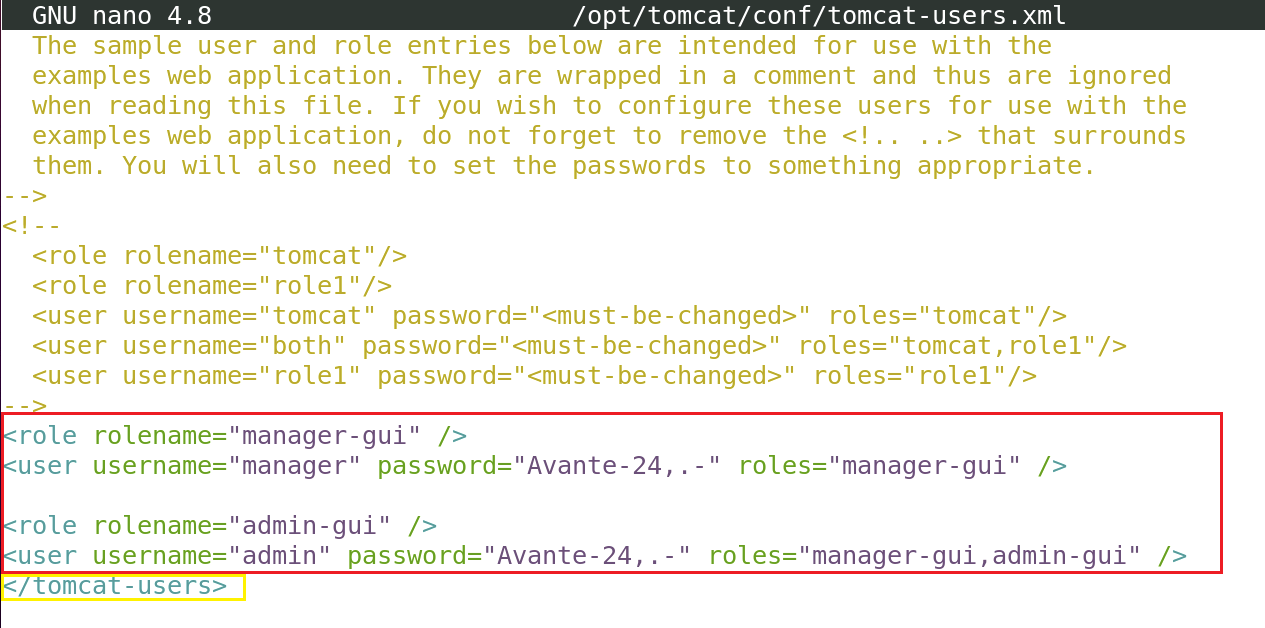 GNU nano 4.8 /opt/tomcat/conf/tomcat-users.xml
The sample user and role entries below are intended for use with the
examples web application. They are wrapped in a comment and thus are ignored
when reading this file. If you wish to configure these users for use with the
examples web application, do not forget to remove the <!.. ..> that surrounds
them. You will also need to set the passwords to something appropriate.
-->
<!--
<role rolename="tomcat"/>
<role rolename="role1"/>
<user username="tomcat" password="<must-be-changed>" roles="tomcat"/>
<user username="both" password="<must-be-changed>" roles="tomcat,role1"/>
<user username="role1" password="<must-be-changed>" roles="role1"/>
-->
<role rolename="manager-gui" />
<user username="manager" password="Avante-24,.-" roles="manager-gui" />
<role rolename="admin-gui" />
<user username="admin" password="Avante-24,.-" roles="manager-gui,admin-gui" />
</tomcat-users>